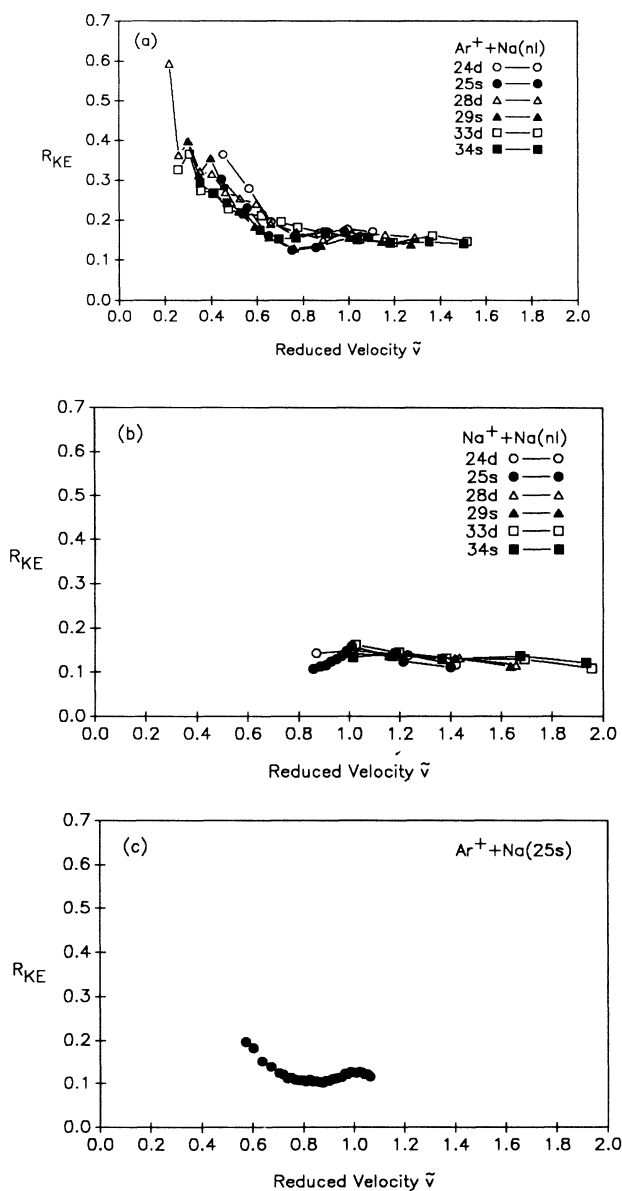 (a)
Ar⁺ + Na(nl)
24d
25s
28d
29s
33d
34s
R_KE
0.7
0.6
0.5
0.4
0.3
0.2
0.1
0.0
0.0 0.2 0.4 0.6 0.8 1.0 1.2 1.4 1.6 1.8 2.0
Reduced Velocity ṽ
(b)
Na⁺ + Na(nl)
24d
25s
28d
29s
33d
34s
R_KE
0.7
0.6
0.5
0.4
0.3
0.2
0.1
0.0
0.0 0.2 0.4 0.6 0.8 1.0 1.2 1.4 1.6 1.8 2.0
Reduced Velocity ṽ
(c)
Ar⁺ + Na(25s)
R_KE
0.7
0.6
0.5
0.4
0.3
0.2
0.1
0.0
0.0 0.2 0.4 0.6 0.8 1.0 1.2 1.4 1.6 1.8 2.0
Reduced Velocity ṽ